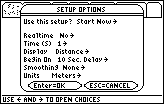 SETUP OPTIONS
Use this setup? Start Now→
Realtime No→
Time (S) 1→
Display Distance→
Begin On 10 Sec. Delay→
Smoothing None→
Units Meters→
Enter=OK ESC=CANCEL
USE ← AND → TO OPEN CHOICES